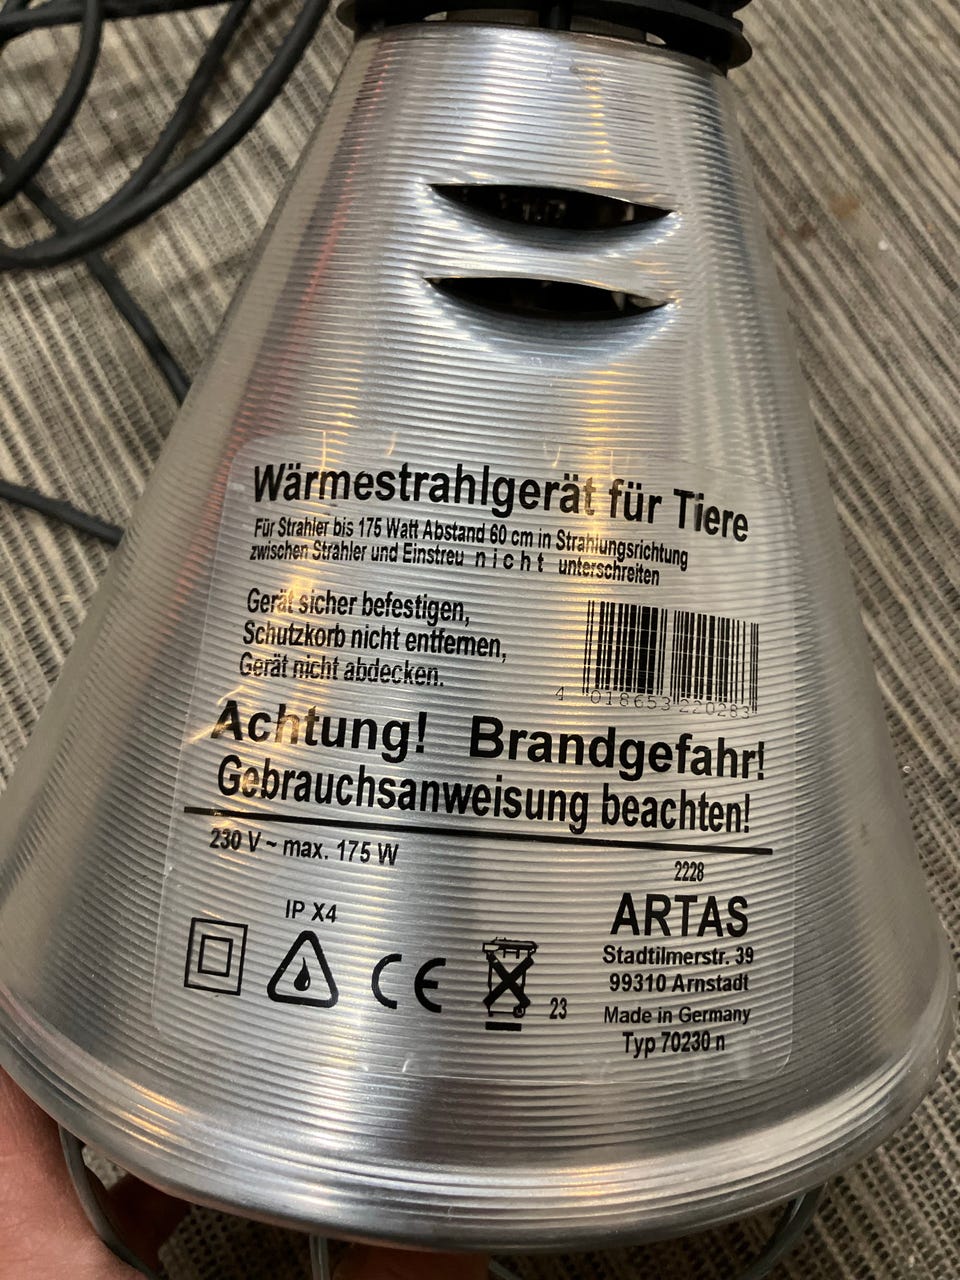 Wärmestrahlgerät für Tiere
Für Strahler bis 175 Watt Abstand 60 cm in Strahlungsrichtung
zwischen Strahler und Einstreu n i c h t unterschreiten
Gerät sicher befestigen,
Schutzkorb nicht entfernen,
Gerät nicht abdecken.
4 018653 220283
Achtung! Brandgefahr!
Gebrauchsanweisung beachten!
230 V ~ max. 175 W
2228
IP X4
ARTAS
Stadtilmerstr. 39
99310 Arnstadt
CE
23
Made in Germany
Typ 70230 n